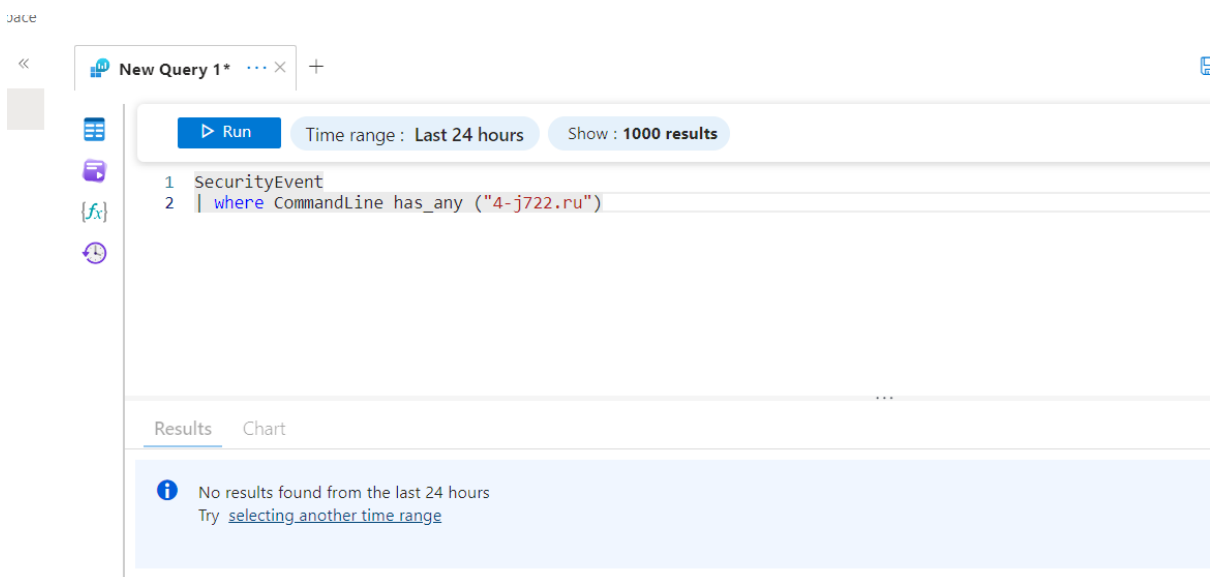 New Query 1*
Run Time range : Last 24 hours Show : 1000 results
1 SecurityEvent
2 | where CommandLine has_any ("4-j722.ru")
Results Chart
No results found from the last 24 hours
Try selecting another time range